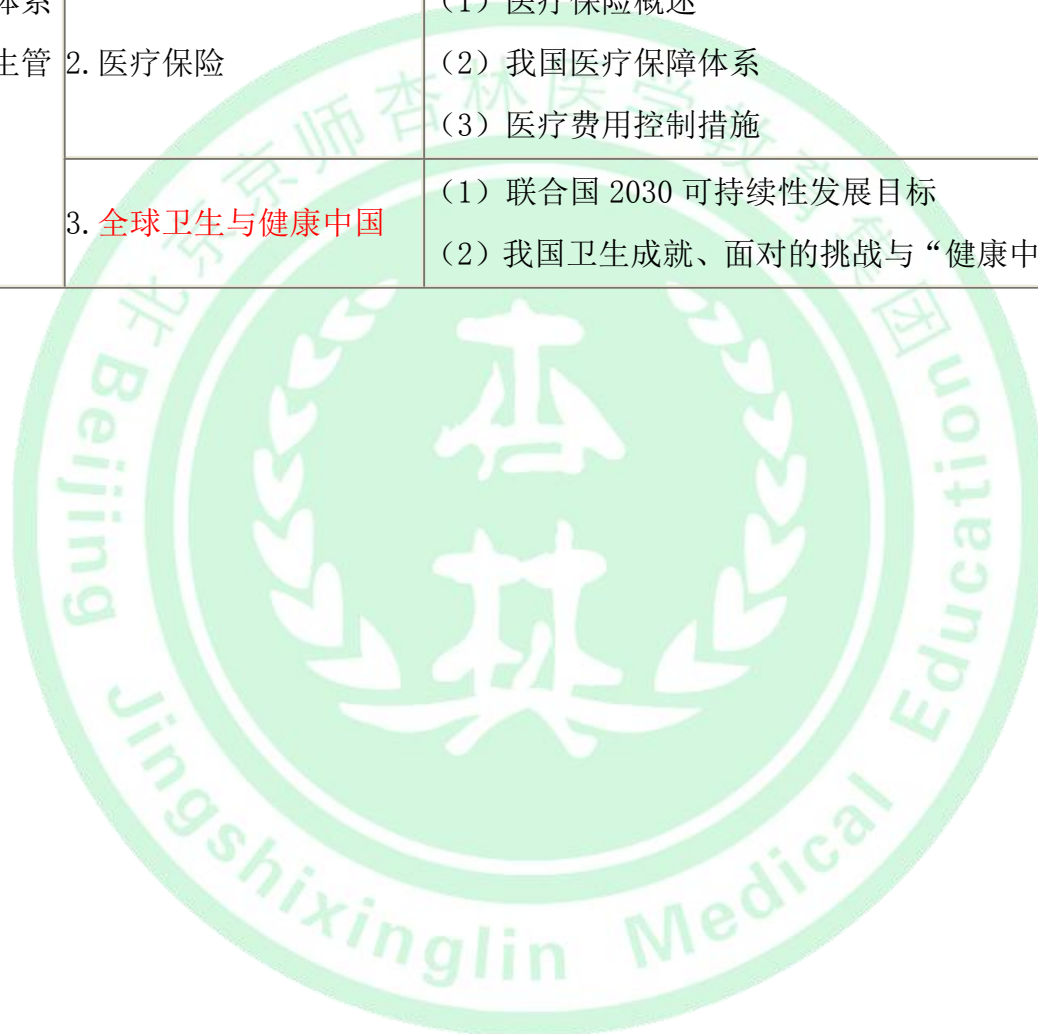 体系
（1）医疗保险概述
生管
2.医疗保险
（2）我国医疗保障体系
（3）医疗费用控制措施
3.全球卫生与健康中国
（1）联合国 2030 可持续性发展目标
（2）我国卫生成就、面对的挑战与“健康中
北京京师杏林医学教育集团
杏林
Beijing Jingshixinglin Medical Education